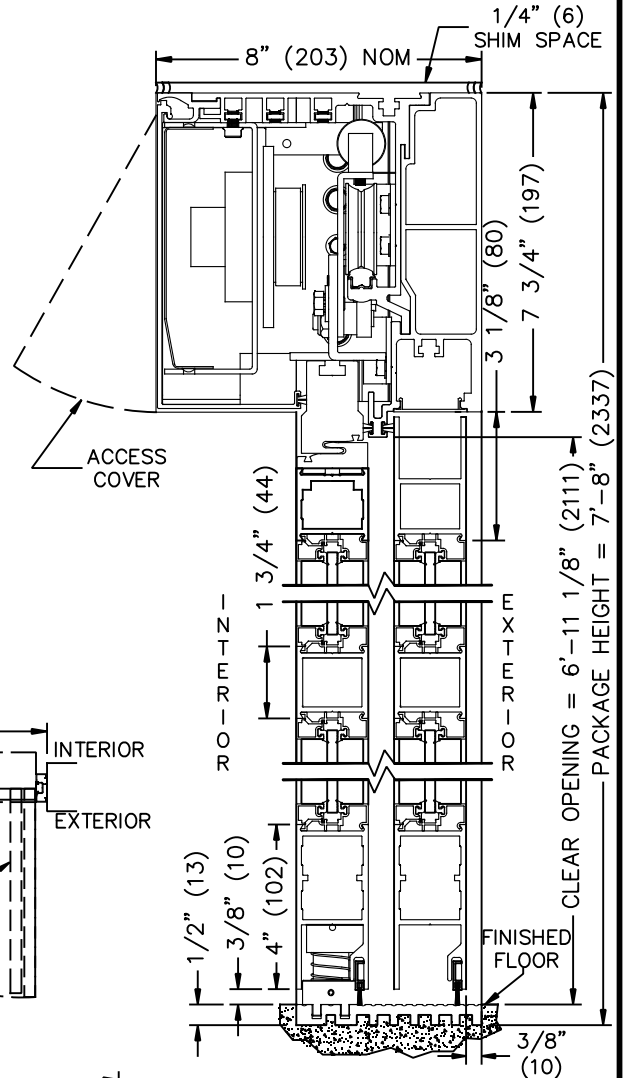 1/4” (6)
SHIM SPACE
8” (203) NOM
7 3/4” (197)
3 1/8” (80)
ACCESS
COVER
1 3/4” (44)
INTERIOR
EXTERIOR
CLEAR OPENING = 6’-11 1/8” (2111)
PACKAGE HEIGHT = 7’-8” (2337)
INTERIOR
EXTERIOR
1/2” (13)
3/8” (10)
4” (102)
FINISHED
FLOOR
3/8”
(10)